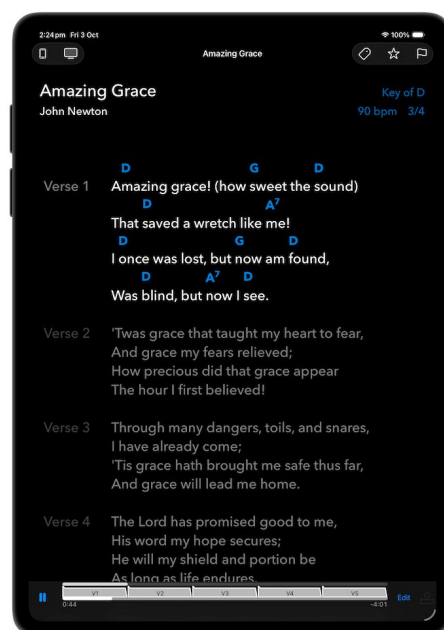 2:24 pm Fri 3 Oct 100%
Amazing Grace
Amazing Grace Key of D
John Newton 90 bpm 3/4
D G D
Verse 1 Amazing grace! (how sweet the sound)
D A7
That saved a wretch like me!
D G D
I once was lost, but now am found,
D A7 D
Was blind, but now I see.
Verse 2 'Twas grace that taught my heart to fear,
And grace my fears relieved;
How precious did that grace appear
The hour I first believed!
Verse 3 Through many dangers, toils, and snares,
I have already come;
'Tis grace hath brought me safe thus far,
And grace will lead me home.
Verse 4 The Lord has promised good to me,
His word my hope secures;
He will my shield and portion be
As long as life endures.
V1 V2 V3 V4 V5 Edit
0:44 -4:01